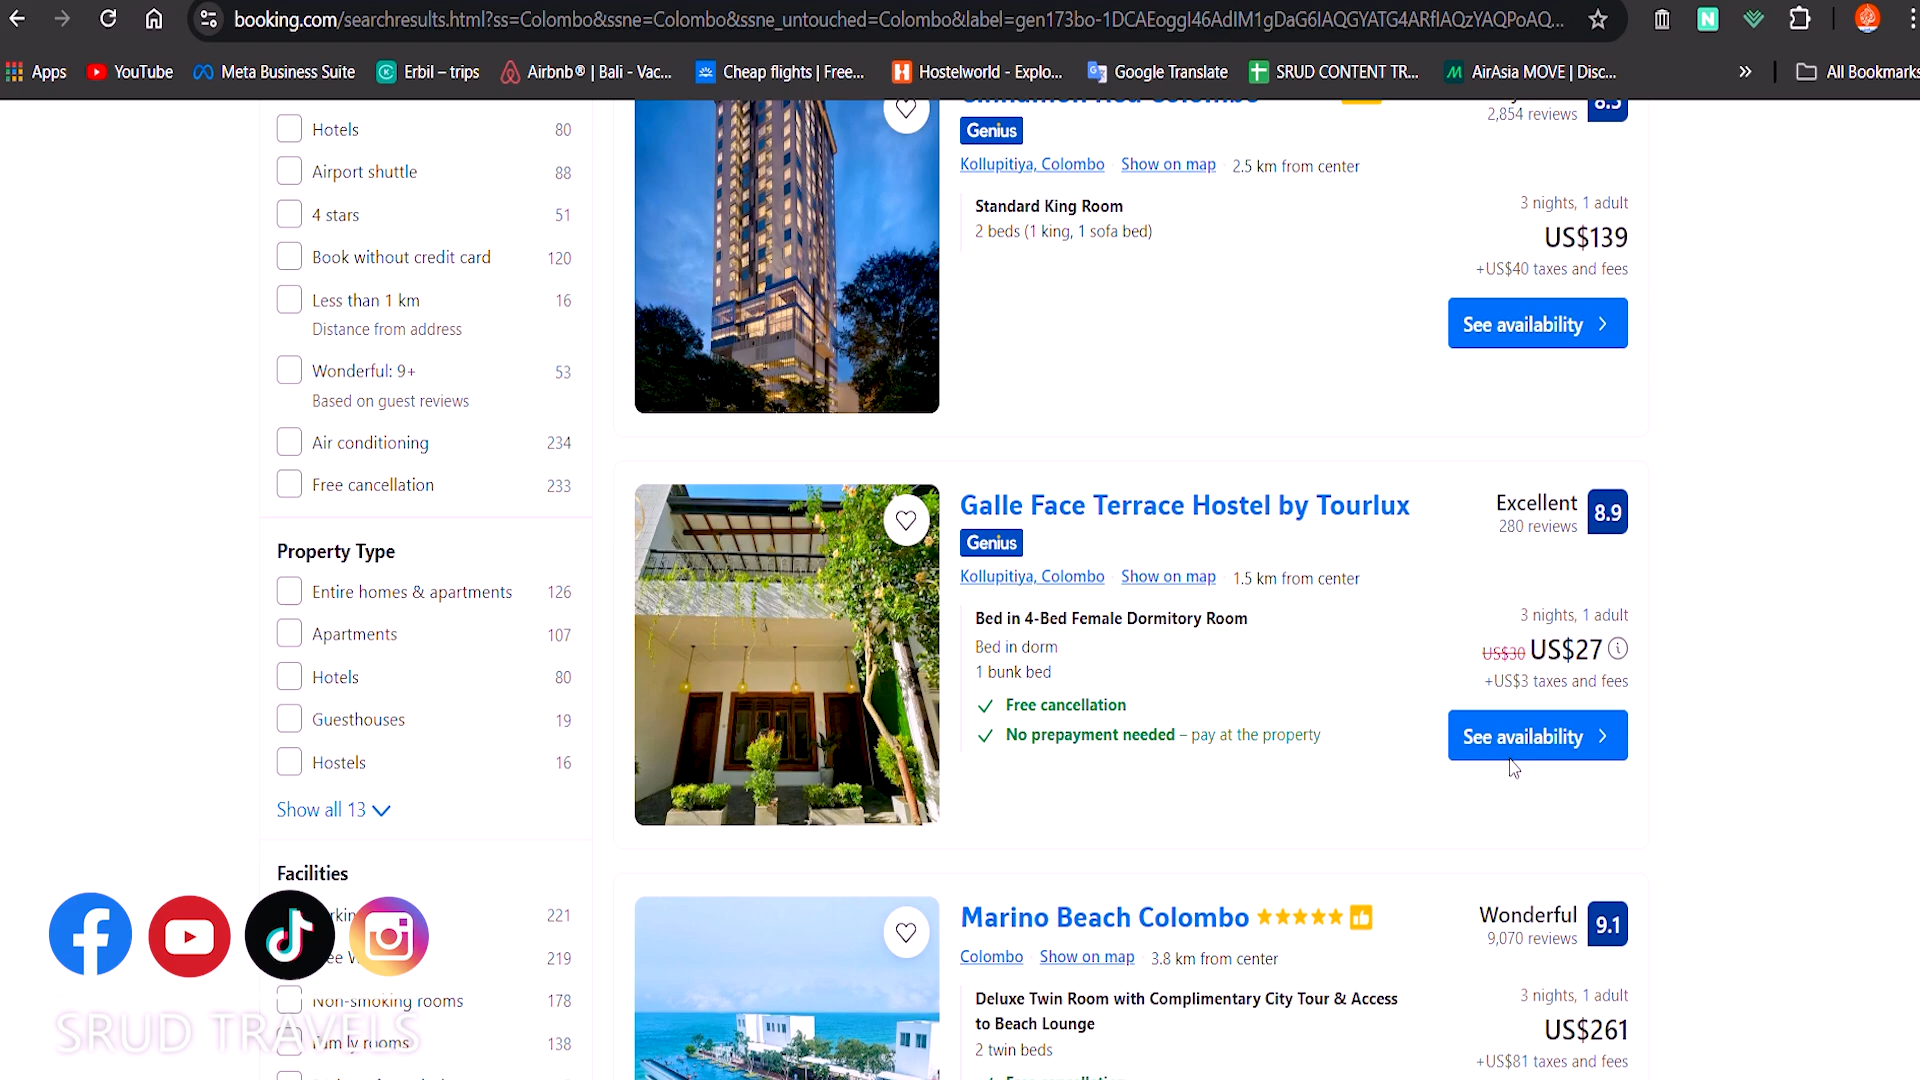 booking.com/searchresults.html?ss=Colombo&ssne=Colombo&ssne_untouched=Colombo&label=gen173bo-1DCAEoggI46AdIM1gDaG6IAQGYATG4ARfIAQzYAQPoAQ...
Apps YouTube Meta Business Suite Erbil – trips Airbnb® | Bali - Vac... Cheap flights | Free... Hostelworld - Explo... Google Translate SRUD CONTENT TR... AirAsia MOVE | Disc... » All Bookmarks
Hotels 80
Airport shuttle 88
4 stars 51
Book without credit card 120
Less than 1 km 16
Distance from address
Wonderful: 9+ 53
Based on guest reviews
Air conditioning 234
Free cancellation 233
Property Type
Entire homes & apartments 126
Apartments 107
Hotels 80
Guesthouses 19
Hostels 16
Show all 13
Facilities
221
219
Non-smoking rooms 178
Family rooms 138
SRUD TRAVELS
Cinnamon Red Colombo
8.5
2,854 reviews
Genius
Kollupitiya, Colombo Show on map 2.5 km from center
Standard King Room
2 beds (1 king, 1 sofa bed)
3 nights, 1 adult
US$139
+US$40 taxes and fees
See availability
Galle Face Terrace Hostel by Tourlux
Excellent 8.9
280 reviews
Genius
Kollupitiya, Colombo Show on map 1.5 km from center
Bed in 4-Bed Female Dormitory Room
Bed in dorm
1 bunk bed
Free cancellation
No prepayment needed – pay at the property
3 nights, 1 adult
US$30 US$27
+US$3 taxes and fees
See availability
Marino Beach Colombo
Wonderful 9.1
9,070 reviews
Colombo Show on map 3.8 km from center
Deluxe Twin Room with Complimentary City Tour & Access
to Beach Lounge
2 twin beds
3 nights, 1 adult
US$261
+US$81 taxes and fees